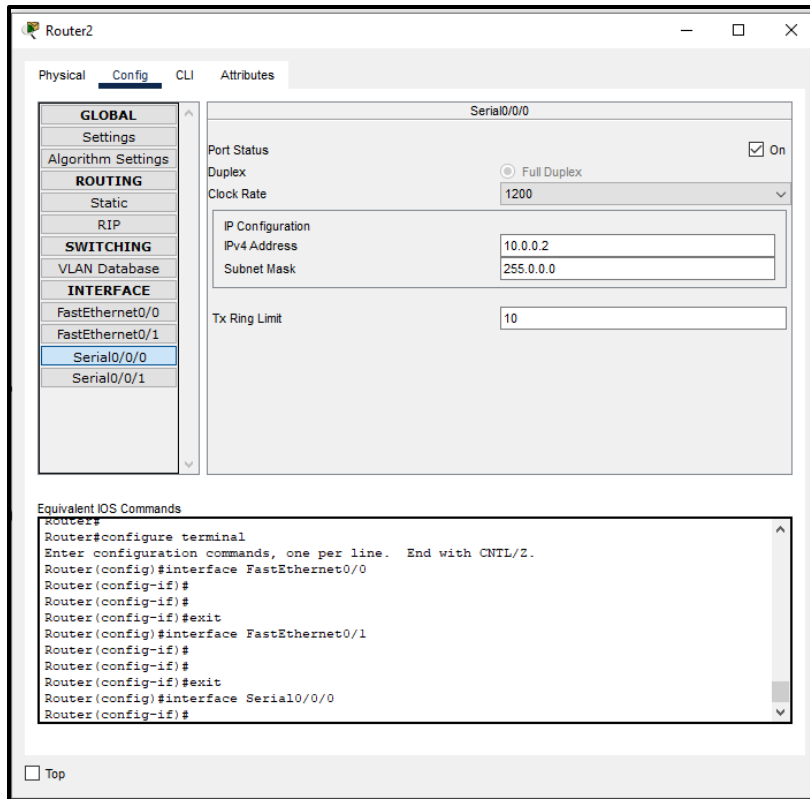 Router2
Physical Config CLI Attributes
GLOBAL
Settings
Algorithm Settings
ROUTING
Static
RIP
SWITCHING
VLAN Database
INTERFACE
FastEthernet0/0
FastEthernet0/1
Serial0/0/0
Serial0/0/1
Serial0/0/0
Port Status On
Duplex Full Duplex
Clock Rate 1200
IP Configuration
IPv4 Address 10.0.0.2
Subnet Mask 255.0.0.0
Tx Ring Limit 10
Equivalent IOS Commands
Router#
Router#configure terminal
Enter configuration commands, one per line. End with CNTL/Z.
Router(config)#interface FastEthernet0/0
Router(config-if)#
Router(config-if)#
Router(config-if)#exit
Router(config)#interface FastEthernet0/1
Router(config-if)#
Router(config-if)#
Router(config-if)#exit
Router(config)#interface Serial0/0/0
Router(config-if)#
Top